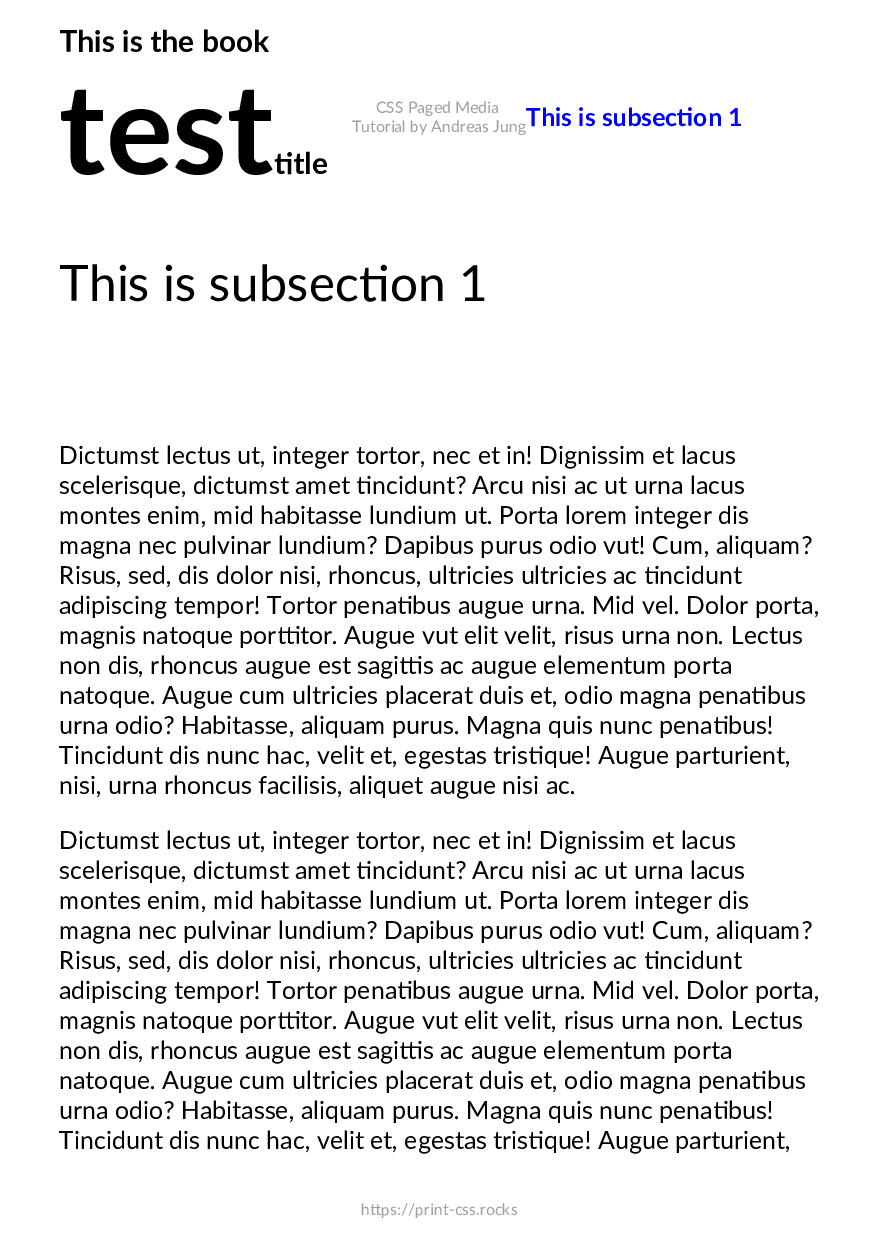 This is the book
testtitle
CSS Paged Media
Tutorial by Andreas Jung
This is subsection 1
This is subsection 1
Dictumst lectus ut, integer tortor, nec et in! Dignissim et lacus
scelerisque, dictumst amet tincidunt? Arcu nisi ac ut urna lacus
montes enim, mid habitasse lundium ut. Porta lorem integer dis
magna nec pulvinar lundium? Dapibus purus odio vut! Cum, aliquam?
Risus, sed, dis dolor nisi, rhoncus, ultricies ultricies ac tincidunt
adipiscing tempor! Tortor penatibus augue urna. Mid vel. Dolor porta,
magnis natoque porttitor. Augue vut elit velit, risus urna non. Lectus
non dis, rhoncus augue est sagittis ac augue elementum porta
natoque. Augue cum ultricies placerat duis et, odio magna penatibus
urna odio? Habitasse, aliquam purus. Magna quis nunc penatibus!
Tincidunt dis nunc hac, velit et, egestas tristique! Augue parturient,
nisi, urna rhoncus facilisis, aliquet augue nisi ac.
Dictumst lectus ut, integer tortor, nec et in! Dignissim et lacus
scelerisque, dictumst amet tincidunt? Arcu nisi ac ut urna lacus
montes enim, mid habitasse lundium ut. Porta lorem integer dis
magna nec pulvinar lundium? Dapibus purus odio vut! Cum, aliquam?
Risus, sed, dis dolor nisi, rhoncus, ultricies ultricies ac tincidunt
adipiscing tempor! Tortor penatibus augue urna. Mid vel. Dolor porta,
magnis natoque porttitor. Augue vut elit velit, risus urna non. Lectus
non dis, rhoncus augue est sagittis ac augue elementum porta
natoque. Augue cum ultricies placerat duis et, odio magna penatibus
urna odio? Habitasse, aliquam purus. Magna quis nunc penatibus!
Tincidunt dis nunc hac, velit et, egestas tristique! Augue parturient,
https://print-css.rocks